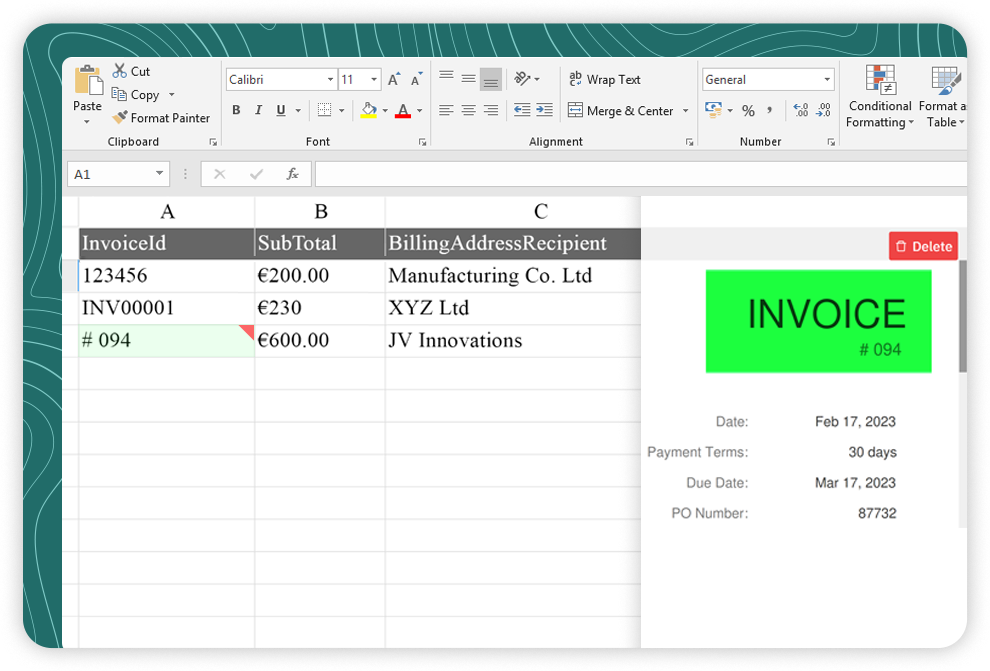 Cut
Copy
Paste
Format Painter
Clipboard
Calibri 11 A A
B I U A
Font
ab Wrap Text
Merge & Center
Alignment
General
% ,
.00 .00
Number
Conditional
Formatting
Format a
Table
A1
fx
A B C
InvoiceId SubTotal BillingAddressRecipient
123456 €200.00 Manufacturing Co. Ltd
INV00001 €230 XYZ Ltd
# 094 €600.00 JV Innovations
Delete
INVOICE
# 094
Date: Feb 17, 2023
Payment Terms: 30 days
Due Date: Mar 17, 2023
PO Number: 87732